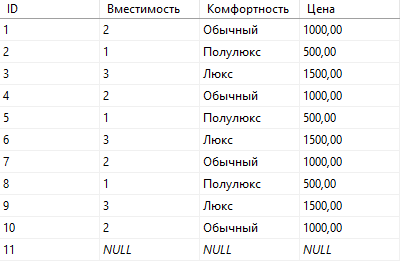 ID Вместимость Комфортность Цена
1 2 Обычный 1000,00
2 1 Полулюкс 500,00
3 3 Люкс 1500,00
4 2 Обычный 1000,00
5 1 Полулюкс 500,00
6 3 Люкс 1500,00
7 2 Обычный 1000,00
8 1 Полулюкс 500,00
9 3 Люкс 1500,00
10 2 Обычный 1000,00
11 NULL NULL NULL